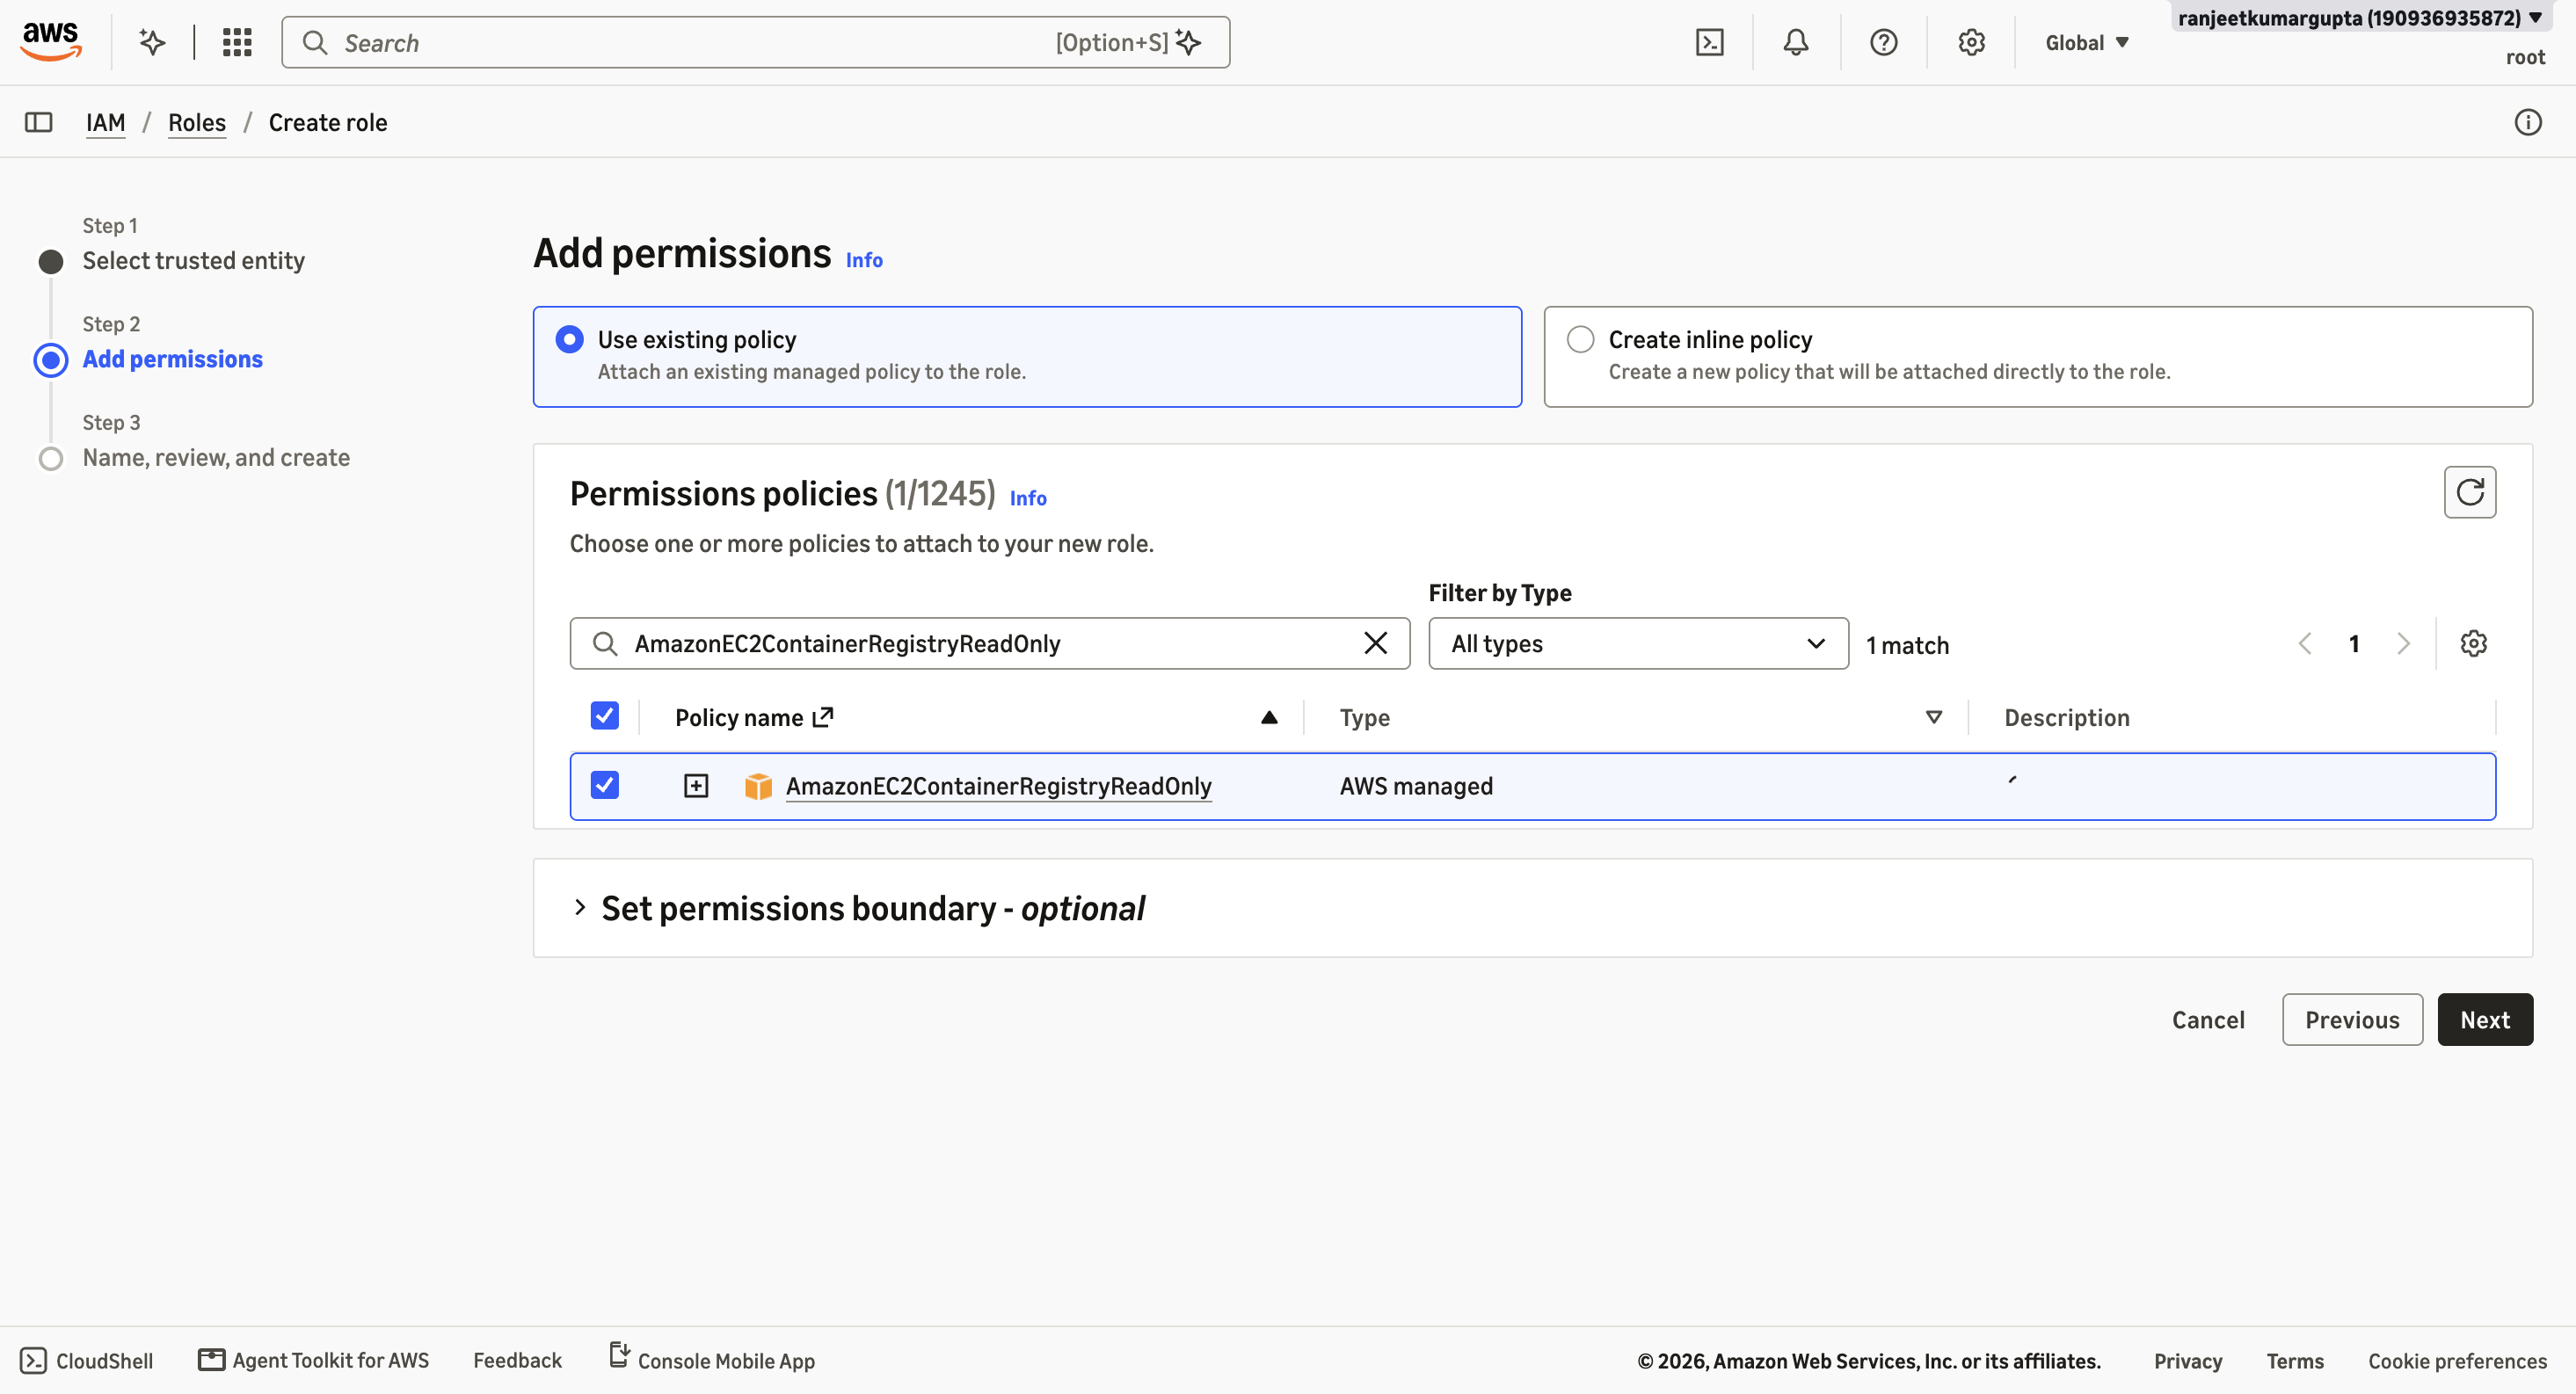 aws
Search
[Option+S]
Global
ranjeetkumargupta (190936935872)
root
IAM / Roles / Create role
Step 1
Select trusted entity
Step 2
Add permissions
Step 3
Name, review, and create
Add permissions Info
Use existing policy
Attach an existing managed policy to the role.
Create inline policy
Create a new policy that will be attached directly to the role.
Permissions policies (1/1245) Info
Choose one or more policies to attach to your new role.
Filter by Type
AmazonEC2ContainerRegistryReadOnly
All types
1 match
1
Policy name
Type
Description
AmazonEC2ContainerRegistryReadOnly
AWS managed
Set permissions boundary - optional
Cancel
Previous
Next
CloudShell
Agent Toolkit for AWS
Feedback
Console Mobile App
© 2026, Amazon Web Services, Inc. or its affiliates.
Privacy
Terms
Cookie preferences